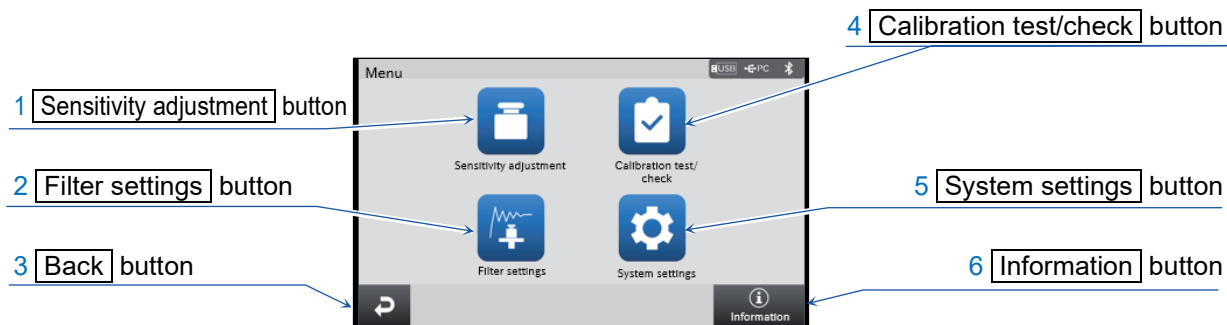 4 Calibration test/check button
Menu
USB PC
1 Sensitivity adjustment button
Sensitivity adjustment
Calibration test/
check
2 Filter settings button
5 System settings button
Filter settings
System settings
3 Back button
6 Information button
Information